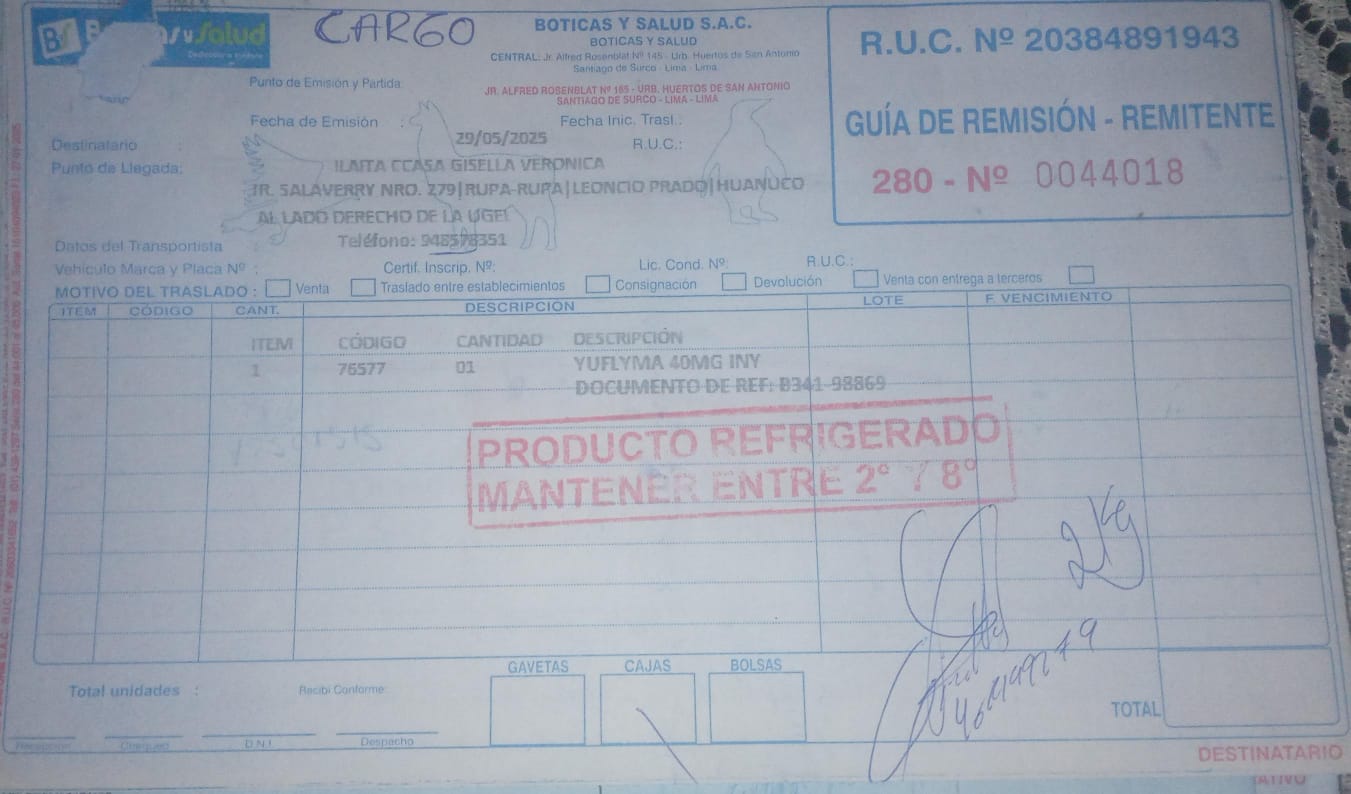 CARGO
BOTICAS Y SALUD S.A.C.
BOTICAS Y SALUD
CENTRAL: Jr. Alfred Rosenblat Nº 145 - Urb. Huertos de San Antonio
Santiago de Surco - Lima - Lima
R.U.C. Nº 20384891943
GUÍA DE REMISIÓN - REMITENTE
280 - Nº 0044018
Punto de Emisión y Partida:
JR. ALFRED ROSENBLAT Nº 165 - URB. HUERTOS DE SAN ANTONIO
SANTIAGO DE SURCO - LIMA - LIMA
Fecha de Emisión :
29/05/2025
Fecha Inic. Trasl.:
Destinatario :
R.U.C.:
Punto de Llegada:
ILAITA CCASA GISELLA VERONICA
JR. SALAVERRY NRO. 279|RUPA-RUPA|LEONCIO PRADO|HUANUCO
AL LADO DERECHO DE LA UGEL
Datos del Transportista
Teléfono: 948578351
Vehículo Marca y Placa Nº :
Certif. Inscrip. Nº:
Lic. Cond. Nº:
R.U.C.:
MOTIVO DEL TRASLADO : Venta Traslado entre establecimientos Consignación Devolución Venta con entrega a terceros
ITEM CÓDIGO CANT. DESCRIPCIÓN LOTE F. VENCIMIENTO
ITEM CÓDIGO CANTIDAD DESCRIPCIÓN
1 76577 01 YUFLYMA 40MG INY
DOCUMENTO DE REF: B341-98869
PRODUCTO REFRIGERADO
MANTENER ENTRE 2° Y 8°
2Kg
GAVETAS CAJAS BOLSAS
Total unidades :
Recibí Conforme:
TOTAL
Recepción Chequeo D.N.I. Despacho
DESTINATARIO